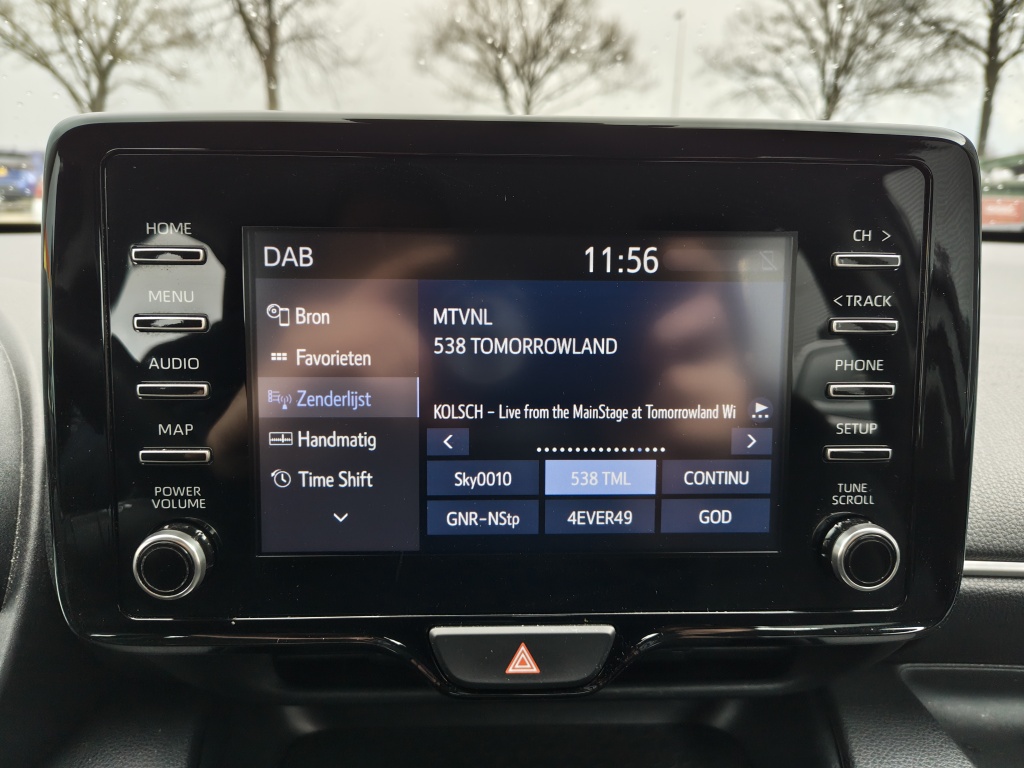 HOME
MENU
AUDIO
MAP
POWER
VOLUME
DAB
11:56
Bron
Favorieten
Zenderlijst
Handmatig
Time Shift
MTVNL
538 TOMORROWLAND
KOLSCH - Live from the MainStage at Tomorrowland Wi
Sky0010
538 TML
CONTINU
GNR-NStp
4EVER49
GOD
CH >
< TRACK
PHONE
SETUP
TUNE
SCROLL